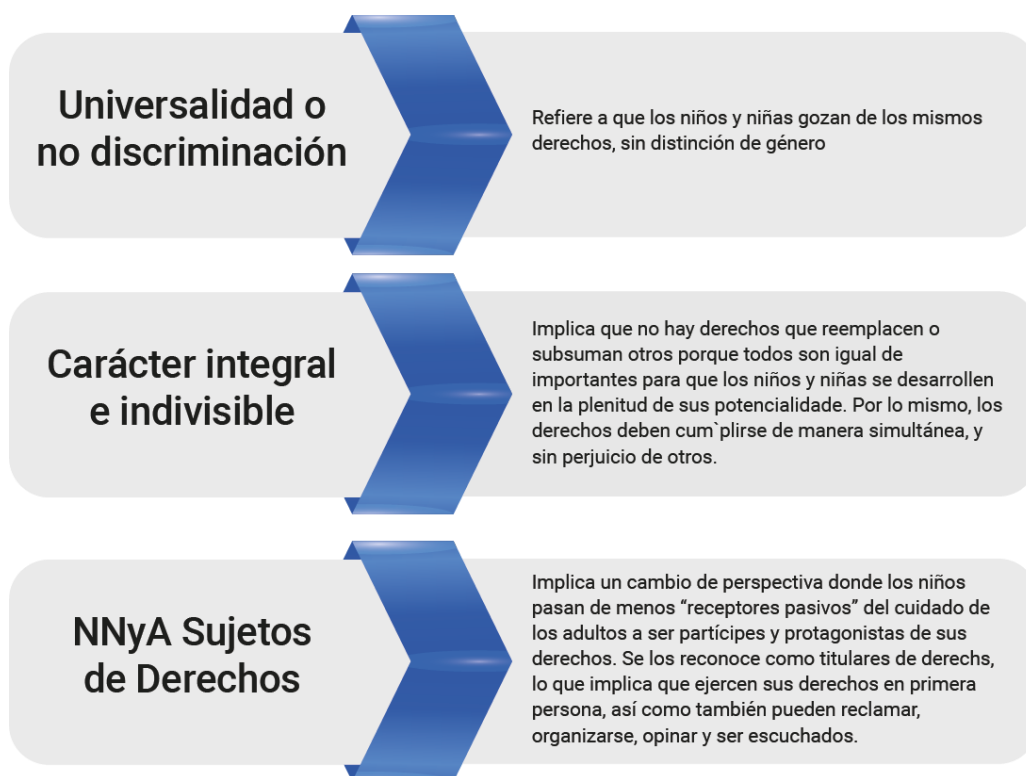 Universalidad o
no discriminación
Refiere a que los niños y niñas gozan de los mismos
derechos, sin distinción de género
Carácter integral
e indivisible
Implica que no hay derechos que reemplacen o
subsuman otros porque todos son igual de
importantes para que los niños y niñas se desarrollen
en la plenitud de sus potencialidade. Por lo mismo, los
derechos deben cum`plirse de manera simultánea, y
sin perjuicio de otros.
NNyA Sujetos
de Derechos
Implica un cambio de perspectiva donde los niños
pasan de menos “receptores pasivos” del cuidado de
los adultos a ser partícipes y protagonistas de sus
derechos. Se los reconoce como titulares de derechs,
lo que implica que ejercen sus derechos en primera
persona, así como también pueden reclamar,
organizarse, opinar y ser escuchados.